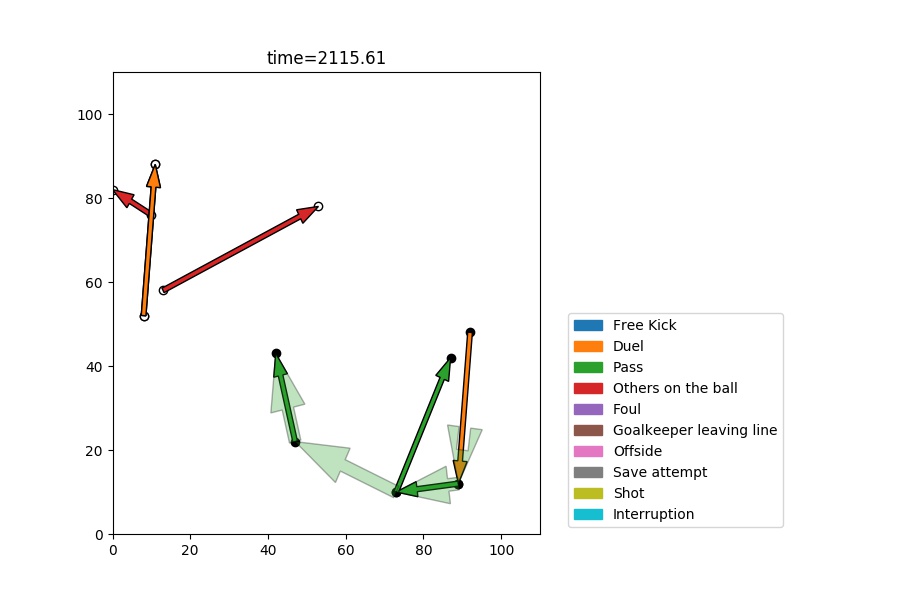 time=2115.61
100
80
60
40
20
0
0 20 40 60 80 100
Free Kick
Duel
Pass
Others on the ball
Foul
Goalkeeper leaving line
Offside
Save attempt
Shot
Interruption